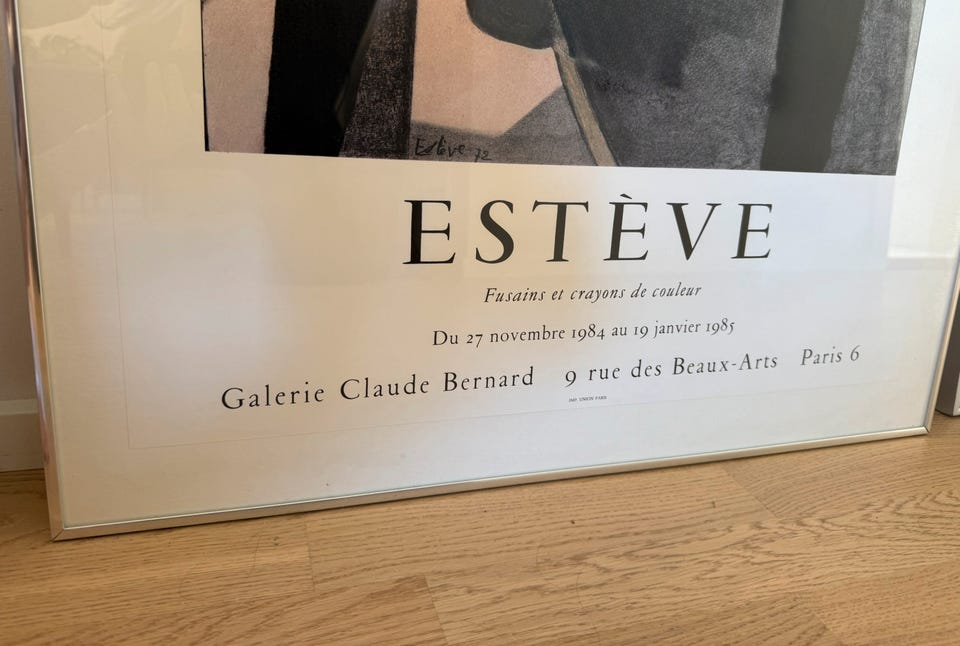 Estève 72
ESTÈVE
Fusains et crayons de couleur
Du 27 novembre 1984 au 19 janvier 1985
Galerie Claude Bernard 9 rue des Beaux-Arts Paris 6
IMP. UNION PARIS